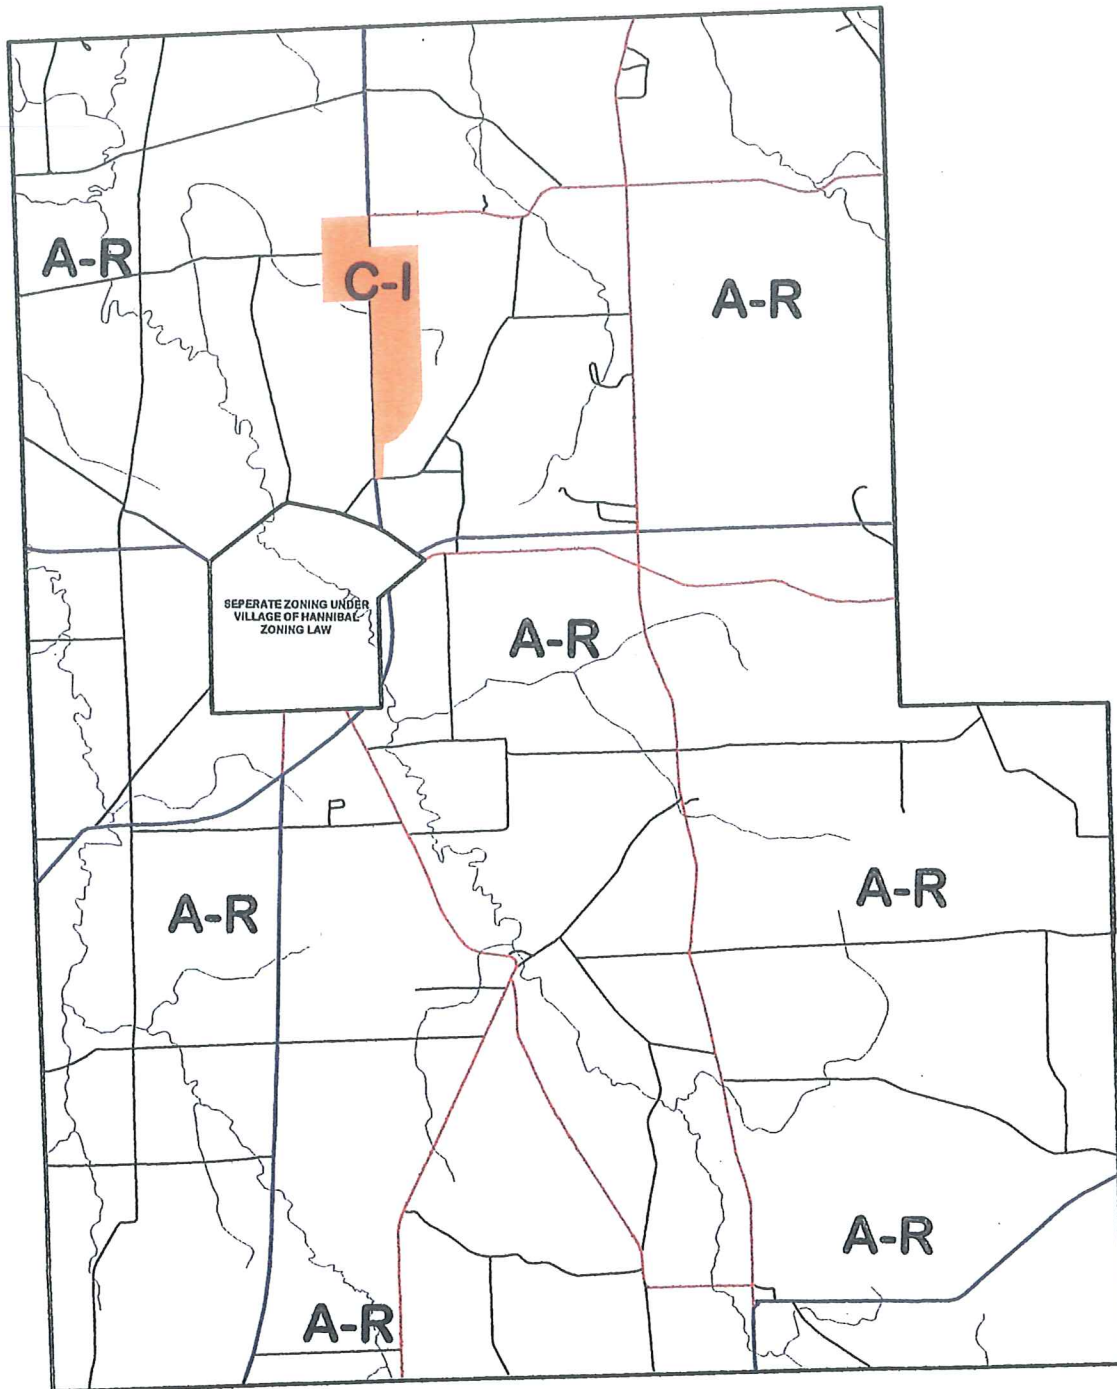 A-R
C-I
A-R
SEPERATE ZONING UNDER
VILLAGE OF HANNIBAL
ZONING LAW
A-R
A-R
A-R
A-R
A-R